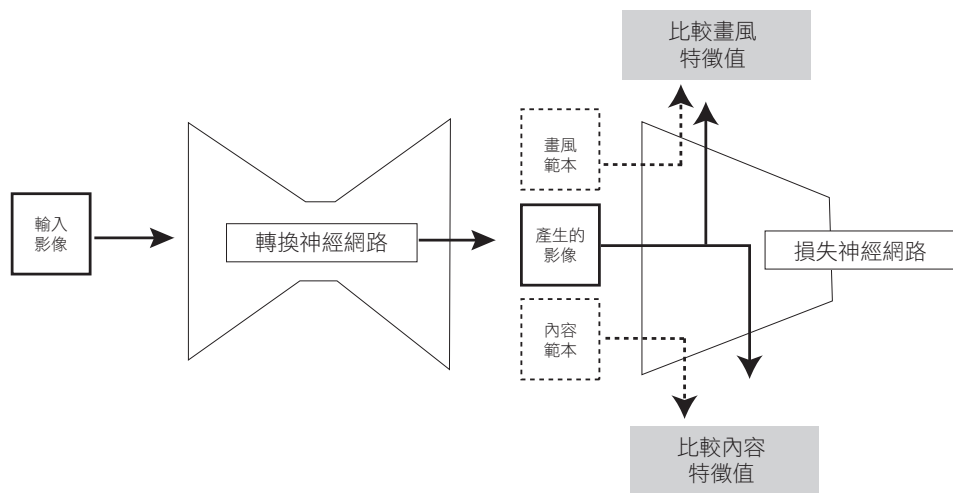 比較畫風
特徵值
畫風
範本
輸入
影像
轉換神經網路
產生的
影像
損失神經網路
內容
範本
比較內容
特徵值